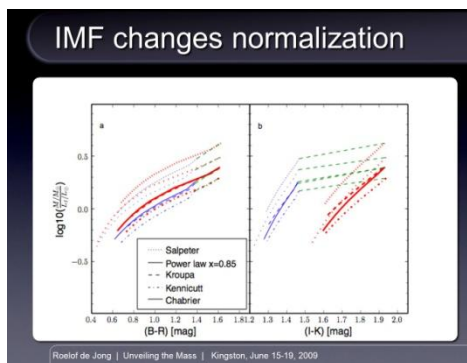 IMF changes normalization
a
b
0.5
0.0
−0.5
Salpeter
Power law x=0.85
Kroupa
Kennicutt
Chabrier
0.4 0.6 0.8 1.0 1.2 1.4 1.6 1.8 1.2 1.3 1.4 1.5 1.6 1.7 1.8 1.9 2.0
(B-R) [mag]
(I-K) [mag]
Roelof de Jong | Unveiling the Mass | Kingston, June 15-19, 2009